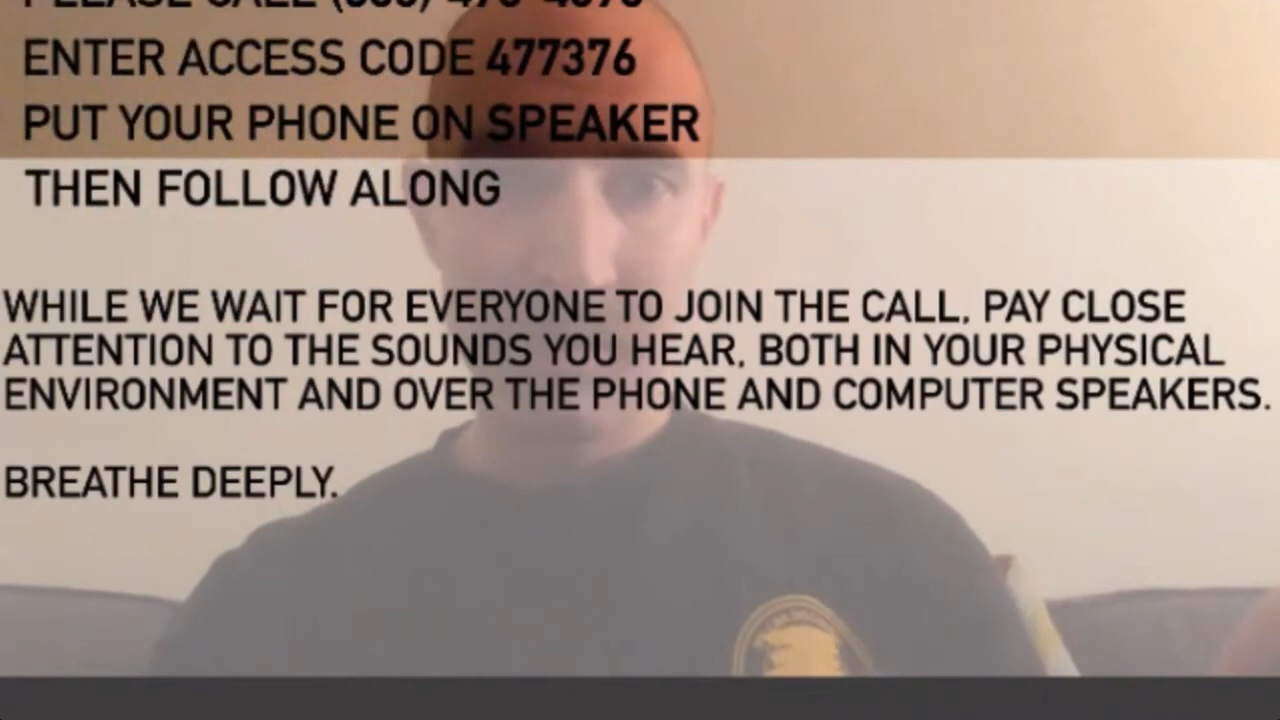 ENTER ACCESS CODE 477376
PUT YOUR PHONE ON SPEAKER
THEN FOLLOW ALONG
WHILE WE WAIT FOR EVERYONE TO JOIN THE CALL, PAY CLOSE
ATTENTION TO THE SOUNDS YOU HEAR, BOTH IN YOUR PHYSICAL
ENVIRONMENT AND OVER THE PHONE AND COMPUTER SPEAKERS.
BREATHE DEEPLY.